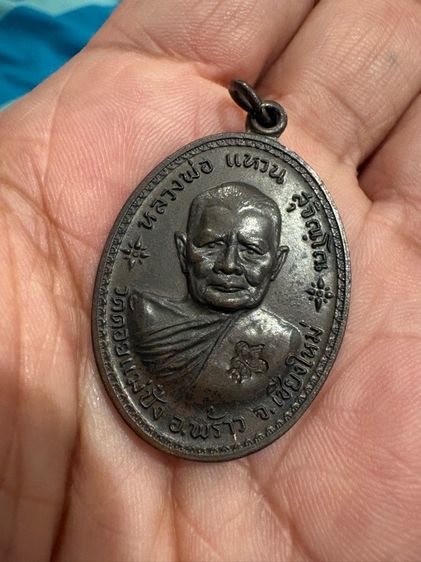 หลวงพ่อ แหวน สุจิณฺโณ
วัดดอยแม่ปั๋ง อ.พร้าว จ.เชียงใหม่